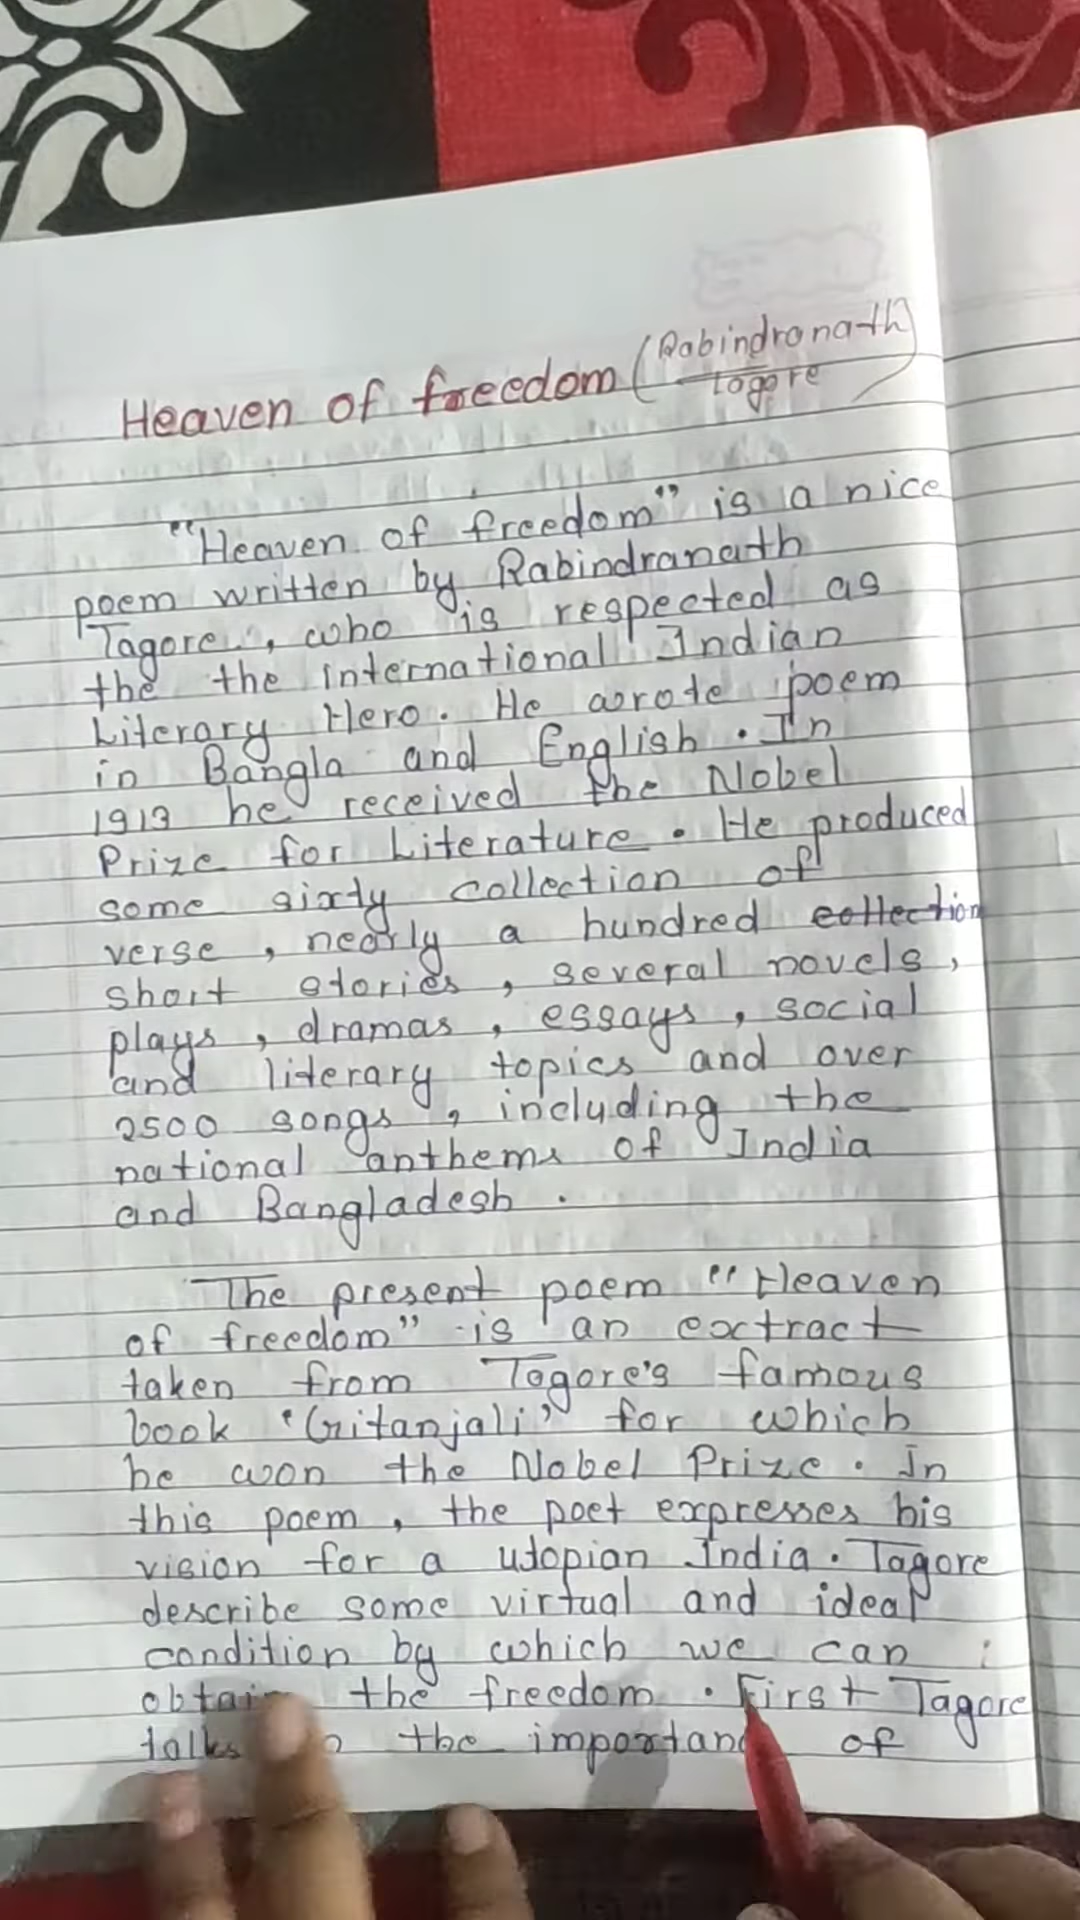 Heaven of freedom (Rabindranath
Tagore)
"Heaven of freedom" is a nice
poem written by Rabindranath
Tagore, who is respected as
the the international Indian
Literary Hero. He wrote poem
in Bangla and English. In
1913 he received the Nobel
Prize for Literature. He produced
some sixty collection of
verse, nearly a hundred collection
short stories, several novels,
plays, dramas, essays, social
and literary topics and over
2500 songs, including the
national anthems of India
and Bangladesh.
The present poem "Heaven
of freedom" is an extract
taken from Tagore's famous
book 'Gitanjali' for which
he won the Nobel Prize. In
this poem, the poet expresses his
vision for a utopian India. Tagore
describe some virtual and ideal
condition by which we can
obtain the freedom. First Tagore
talks the importanc of